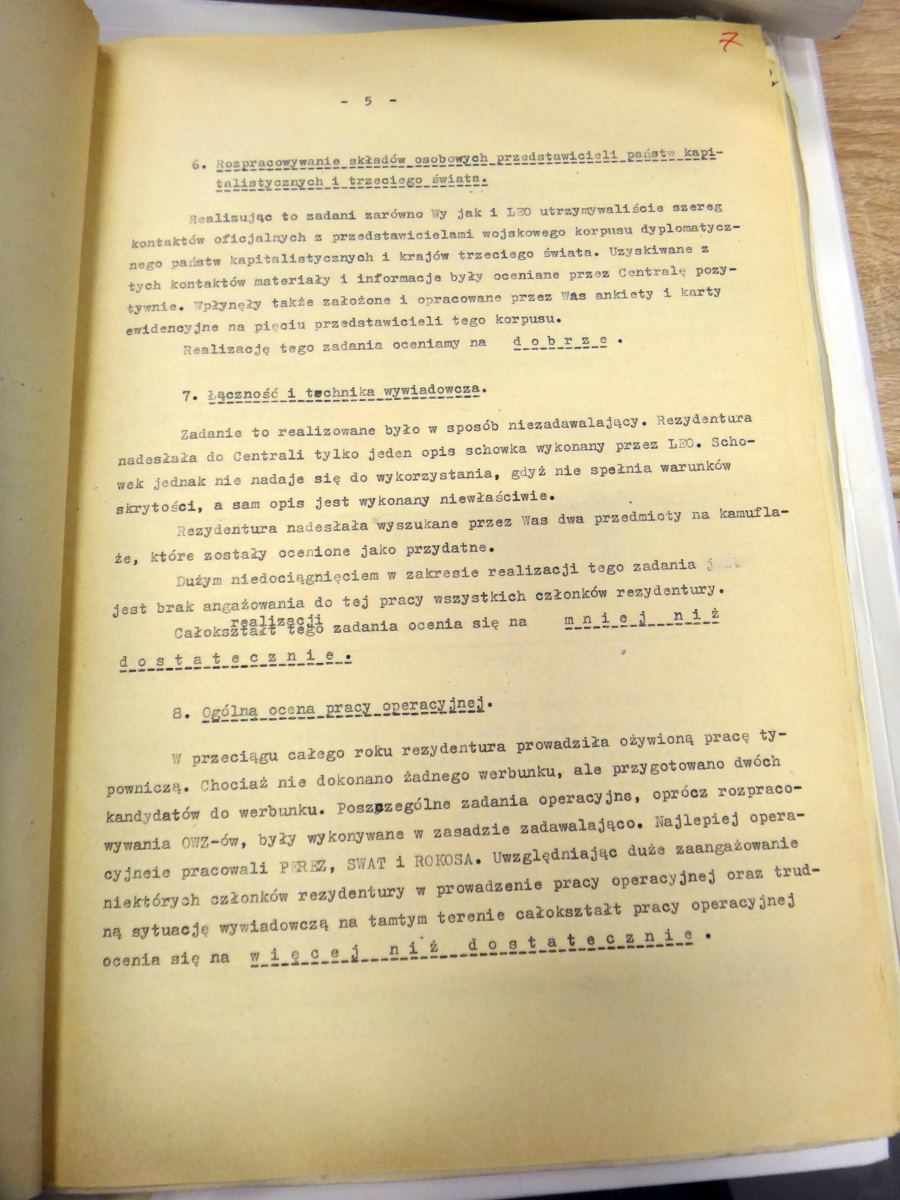 7
- 5 -
6. Rozpracowywanie składów osobowych przedstawicieli państw kapi-
talistycznych i trzeciego świata.
Realizując to zadani zarówno Wy jak i LEO utrzymywaliście szereg
kontaktów oficjalnych z przedstawicielami wojskowego korpusu dyplomatycz-
nego państw kapitalistycznych i krajów trzeciego świata. Uzyskiwane z
tych kontaktów materiały i informacje były oceniane przez Centralę pozy-
tywnie. Wpłynęły także założone i opracowane przez Was ankiety i karty
ewidencyjne na pięciu przedstawicieli tego korpusu.
Realizację tego zadania oceniamy na d o b r z e .
7. Łączność i technika wywiadowcza.
Zadanie to realizowane było w sposób niezadawalający. Rezydentura
nadesłała do Centrali tylko jeden opis schowka wykonany przez LEO. Scho-
wek jednak nie nadaje się do wykorzystania, gdyż nie spełnia warunków
skrytości, a sam opis jest wykonany niewłaściwie.
Rezydentura nadesłała wyszukane przez Was dwa przedmioty na kamufla-
że, które zostały ocenione jako przydatne.
Dużym niedociągnięciem w zakresie realizacji tego zadania
jest brak angażowania do tej pracy wszystkich członków rezydentury.
realizacji
Całokształt tego zadania ocenia się na m n i e j n i ż
d o s t a t e c z n i e .
8. Ogólna ocena pracy operacyjnej.
W przeciągu całego roku rezydentura prowadziła ożywioną pracę ty-
powniczą. Chociaż nie dokonano żadnego werbunku, ale przygotowano dwóch
kandydatów do werbunku. Poszczególne zadania operacyjne, oprócz rozpraco-
wywania OWZ-ów, były wykonywane w zasadzie zadawalająco. Najlepiej opera-
cyjneie pracowali PEREZ, SWAT i ROKOSA. Uwzględniając duże zaangażowanie
niektórych członków rezydentury w prowadzenie pracy operacyjnej oraz trud-
ną sytuację wywiadowczą na tamtym terenie całokształt pracy operacyjnej
ocenia się na w i ę c e j n i ż d o s t a t e c z n i e .